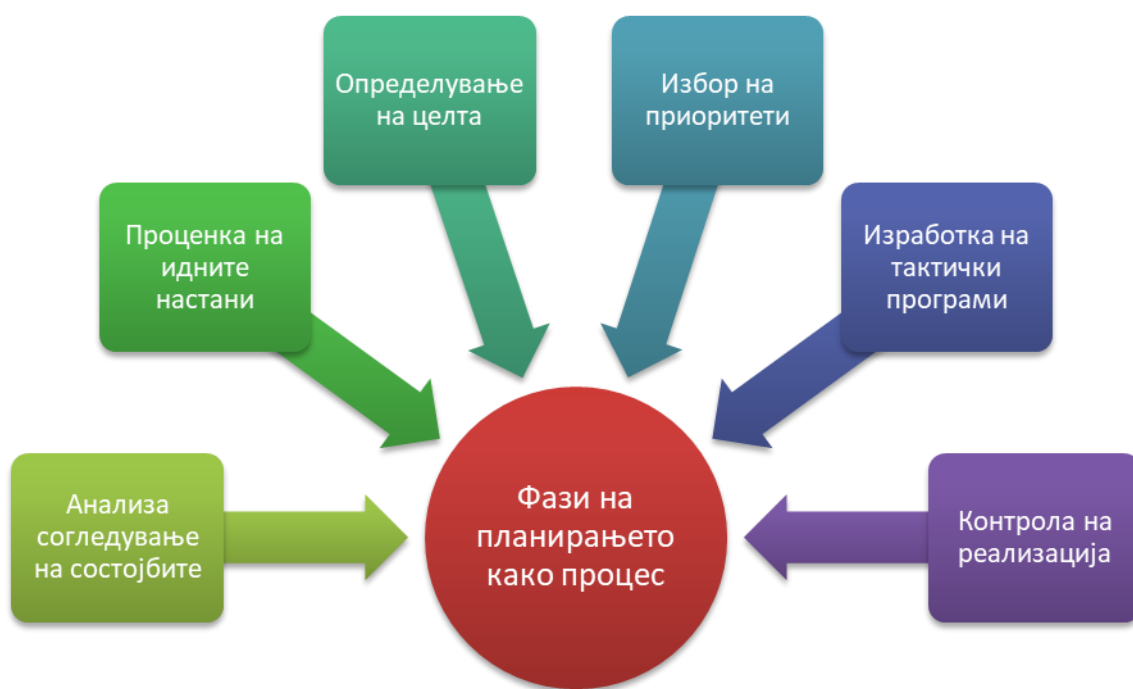 Анализа
согледување
на состојбите
Проценка на
идните
настани
Определување
на целта
Избор на
приоритети
Изработка на
тактички
програми
Контрола на
реализација
Фази на
планирањето
како процес